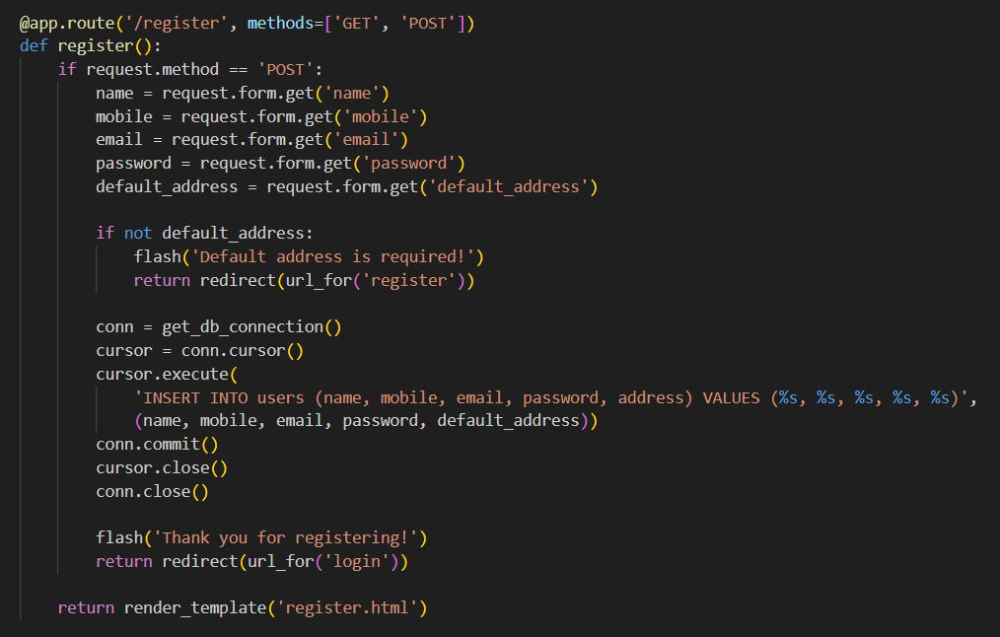 @app.route('/register', methods=['GET', 'POST'])
def register():
    if request.method == 'POST':
        name = request.form.get('name')
        mobile = request.form.get('mobile')
        email = request.form.get('email')
        password = request.form.get('password')
        default_address = request.form.get('default_address')

        if not default_address:
            flash('Default address is required!')
            return redirect(url_for('register'))

        conn = get_db_connection()
        cursor = conn.cursor()
        cursor.execute(
            'INSERT INTO users (name, mobile, email, password, address) VALUES (%s, %s, %s, %s, %s)',
            (name, mobile, email, password, default_address))
        conn.commit()
        cursor.close()
        conn.close()

        flash('Thank you for registering!')
        return redirect(url_for('login'))

    return render_template('register.html')